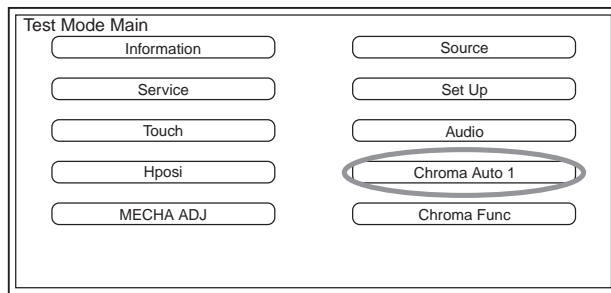 Test Mode Main
Information
Source
Service
Set Up
Touch
Audio
Hposi
Chroma Auto 1
MECHA ADJ
Chroma Func